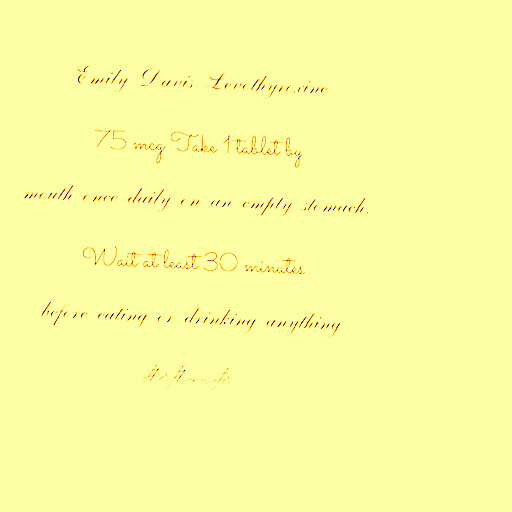 Emily Davis Levothyroxine
75 mcg Take 1 tablet by
mouth once daily on an empty stomach.
Wait at least 30 minutes
before eating or drinking anything